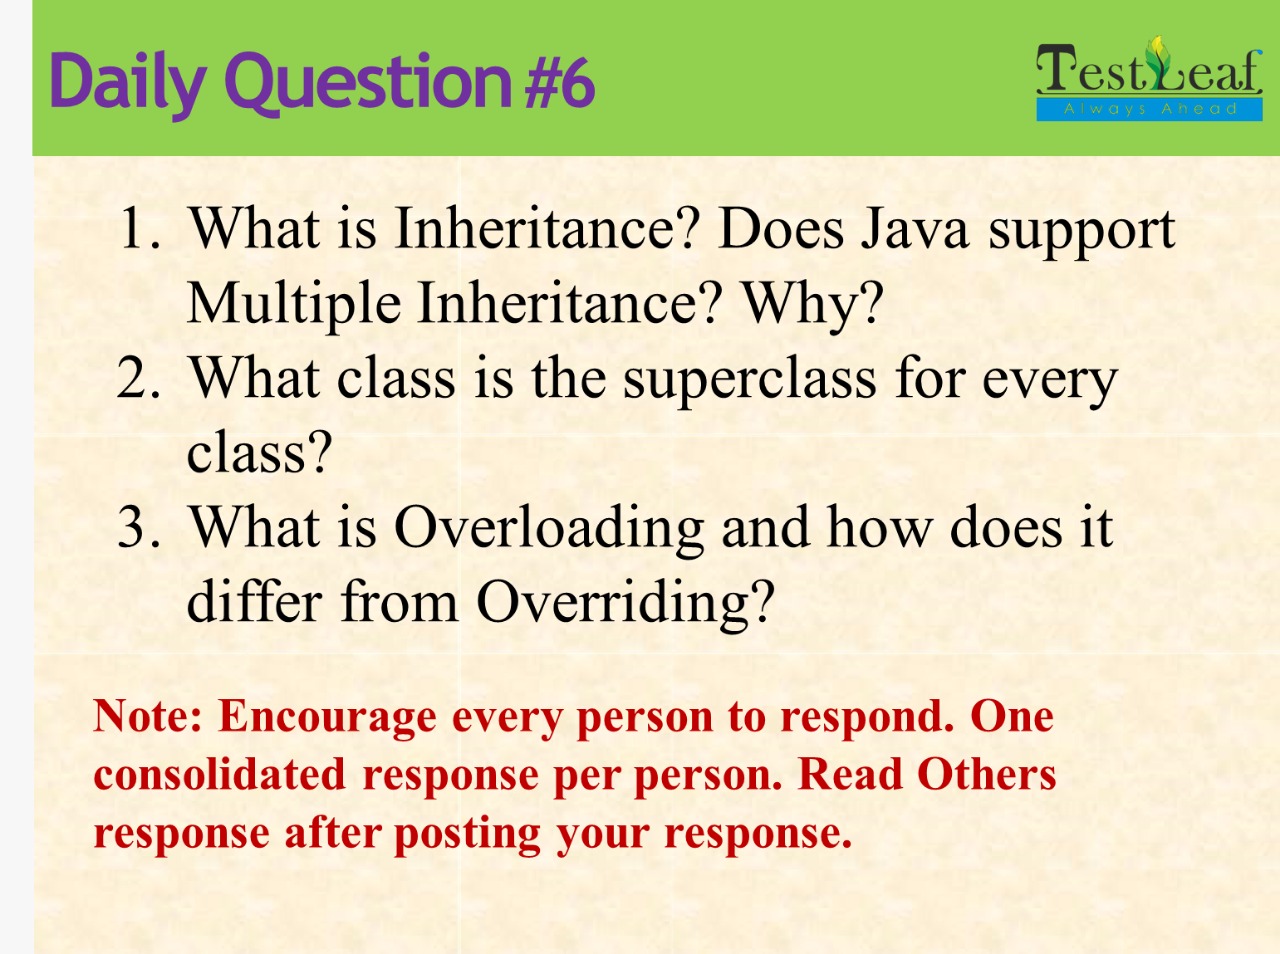 Daily Question #6
TestLeaf
Always Ahead
1. What is Inheritance? Does Java support
Multiple Inheritance? Why?
2. What class is the superclass for every
class?
3. What is Overloading and how does it
differ from Overriding?
Note: Encourage every person to respond. One
consolidated response per person. Read Others
response after posting your response.